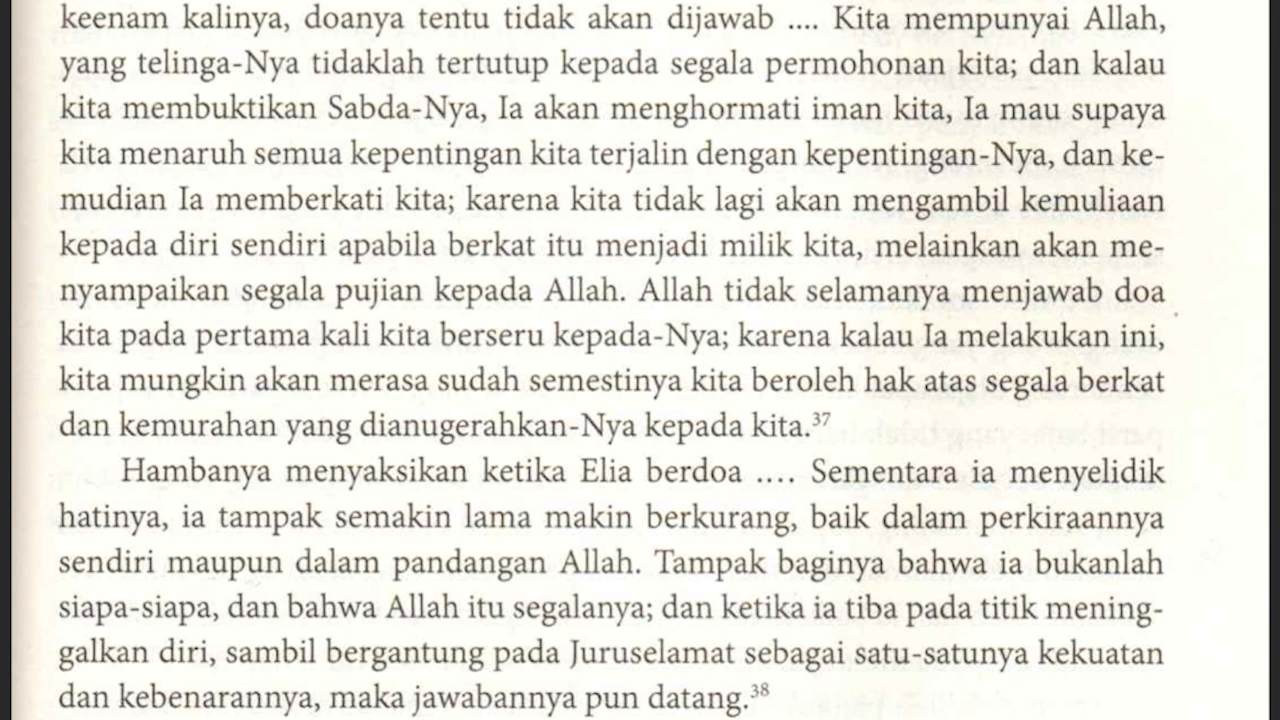 keenam kalinya, doanya tentu tidak akan dijawab .... Kita mempunyai Allah,
yang telinga-Nya tidaklah tertutup kepada segala permohonan kita; dan kalau
kita membuktikan Sabda-Nya, Ia akan menghormati iman kita, Ia mau supaya
kita menaruh semua kepentingan kita terjalin dengan kepentingan-Nya, dan ke-
mudian Ia memberkati kita; karena kita tidak lagi akan mengambil kemuliaan
kepada diri sendiri apabila berkat itu menjadi milik kita, melainkan akan me-
nyampaikan segala pujian kepada Allah. Allah tidak selamanya menjawab doa
kita pada pertama kali kita berseru kepada-Nya; karena kalau Ia melakukan ini,
kita mungkin akan merasa sudah semestinya kita beroleh hak atas segala berkat
dan kemurahan yang dianugerahkan-Nya kepada kita.³⁷
Hambanya menyaksikan ketika Elia berdoa .... Sementara ia menyelidik
hatinya, ia tampak semakin lama makin berkurang, baik dalam perkiraannya
sendiri maupun dalam pandangan Allah. Tampak baginya bahwa ia bukanlah
siapa-siapa, dan bahwa Allah itu segalanya; dan ketika ia tiba pada titik mening-
galkan diri, sambil bergantung pada Juruselamat sebagai satu-satunya kekuatan
dan kebenarannya, maka jawabannya pun datang.³⁸